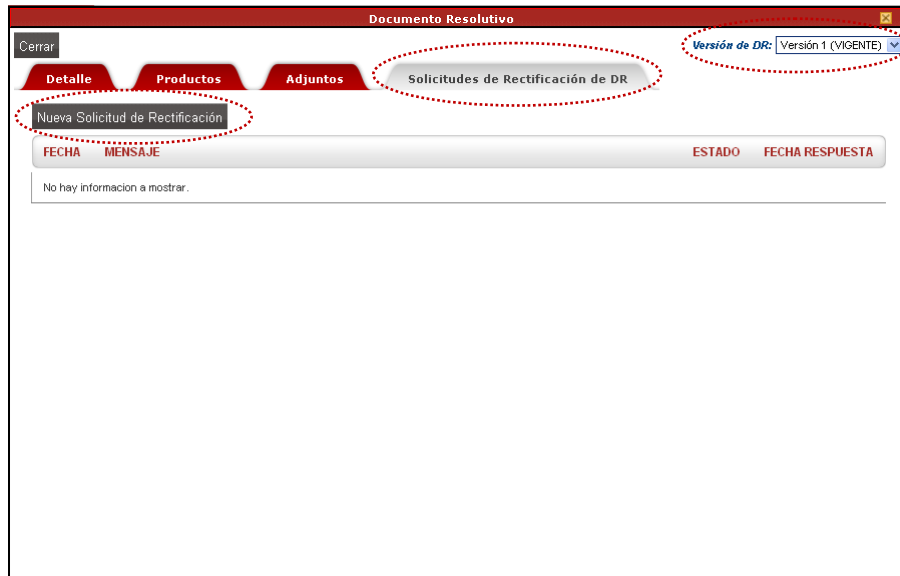 Documento Resolutivo
Cerrar
Versión de DR: Versión 1 (VIGENTE)
Detalle Productos Adjuntos Solicitudes de Rectificación de DR
Nueva Solicitud de Rectificación
FECHA MENSAJE ESTADO FECHA RESPUESTA
No hay informacion a mostrar.